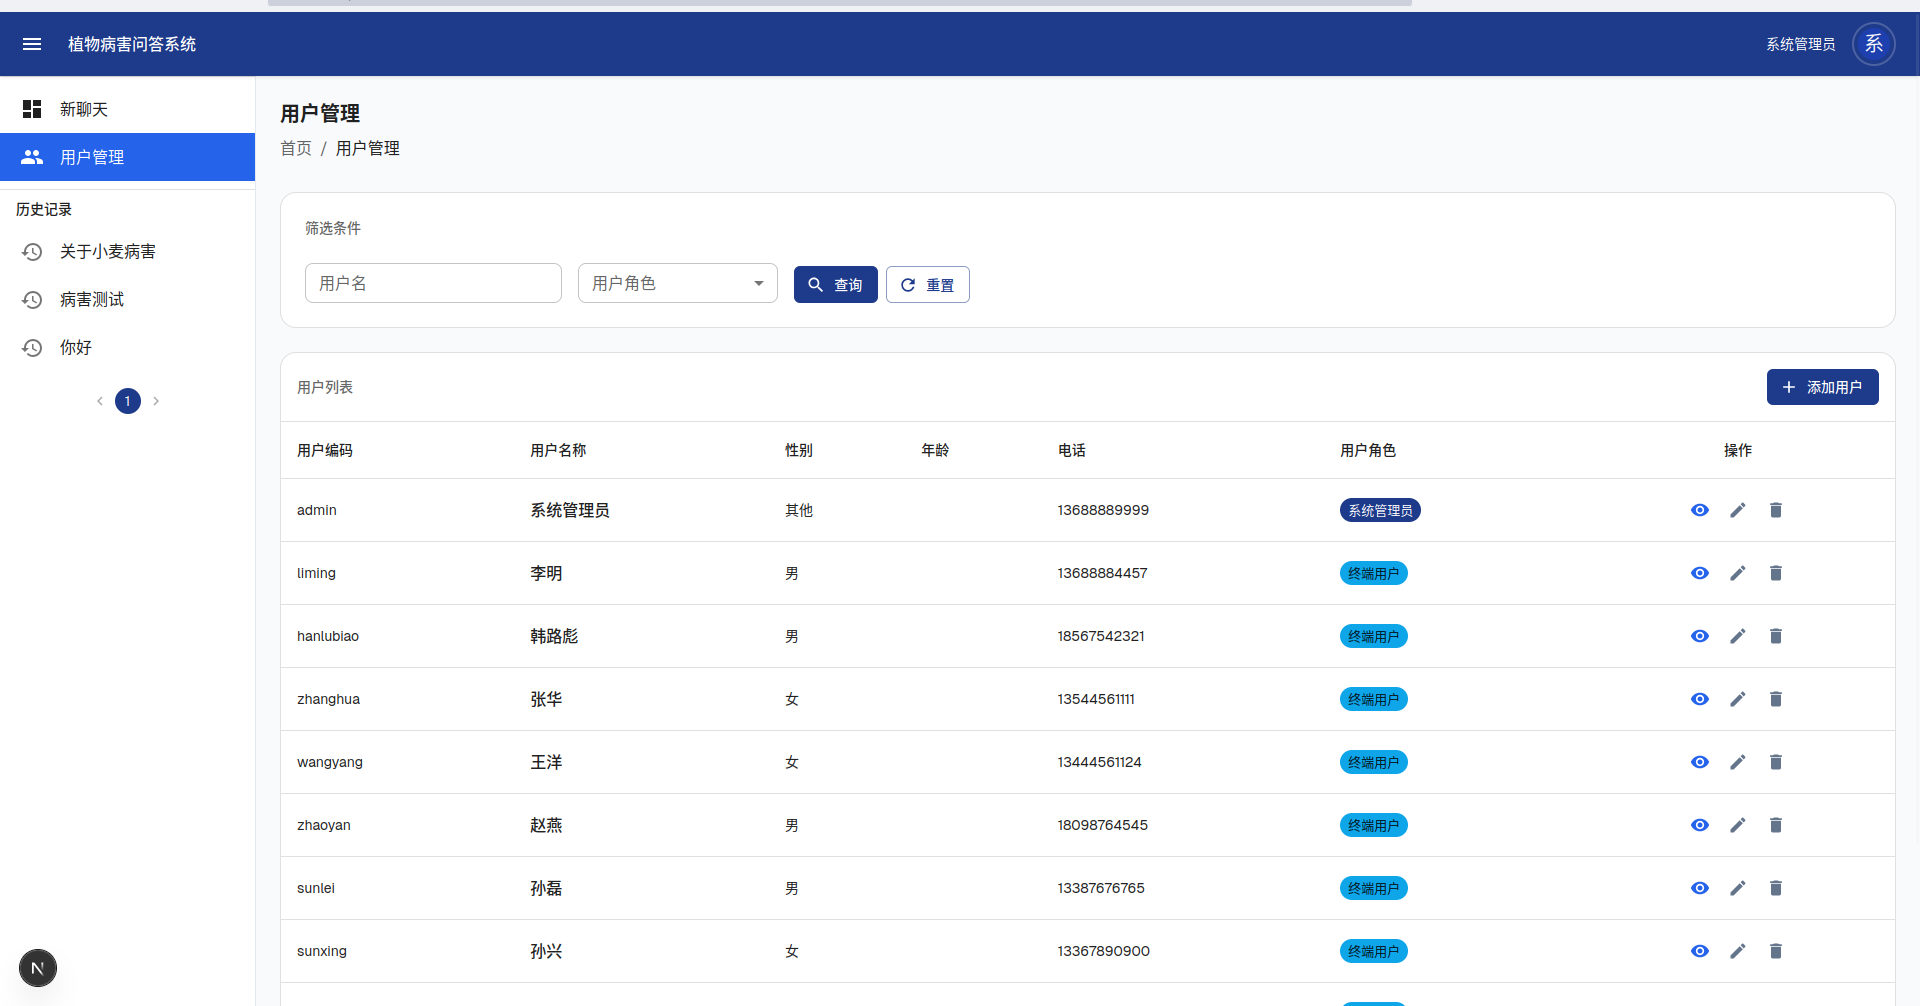 植物病害问答系统
系统管理员 系
新聊天
用户管理
历史记录
关于小麦病害
病害测试
你好
1
用户管理
首页 / 用户管理
筛选条件
用户名 用户角色 查询 重置
用户列表 添加用户
用户编码 用户名称 性别 年龄 电话 用户角色 操作
admin 系统管理员 其他 13688889999 系统管理员
liming 李明 男 13688884457 终端用户
hanlubiao 韩路彪 男 18567542321 终端用户
zhanghua 张华 女 13544561111 终端用户
wangyang 王洋 女 13444561124 终端用户
zhaoyan 赵燕 男 18098764545 终端用户
sunlei 孙磊 男 13387676765 终端用户
sunxing 孙兴 女 13367890900 终端用户
N